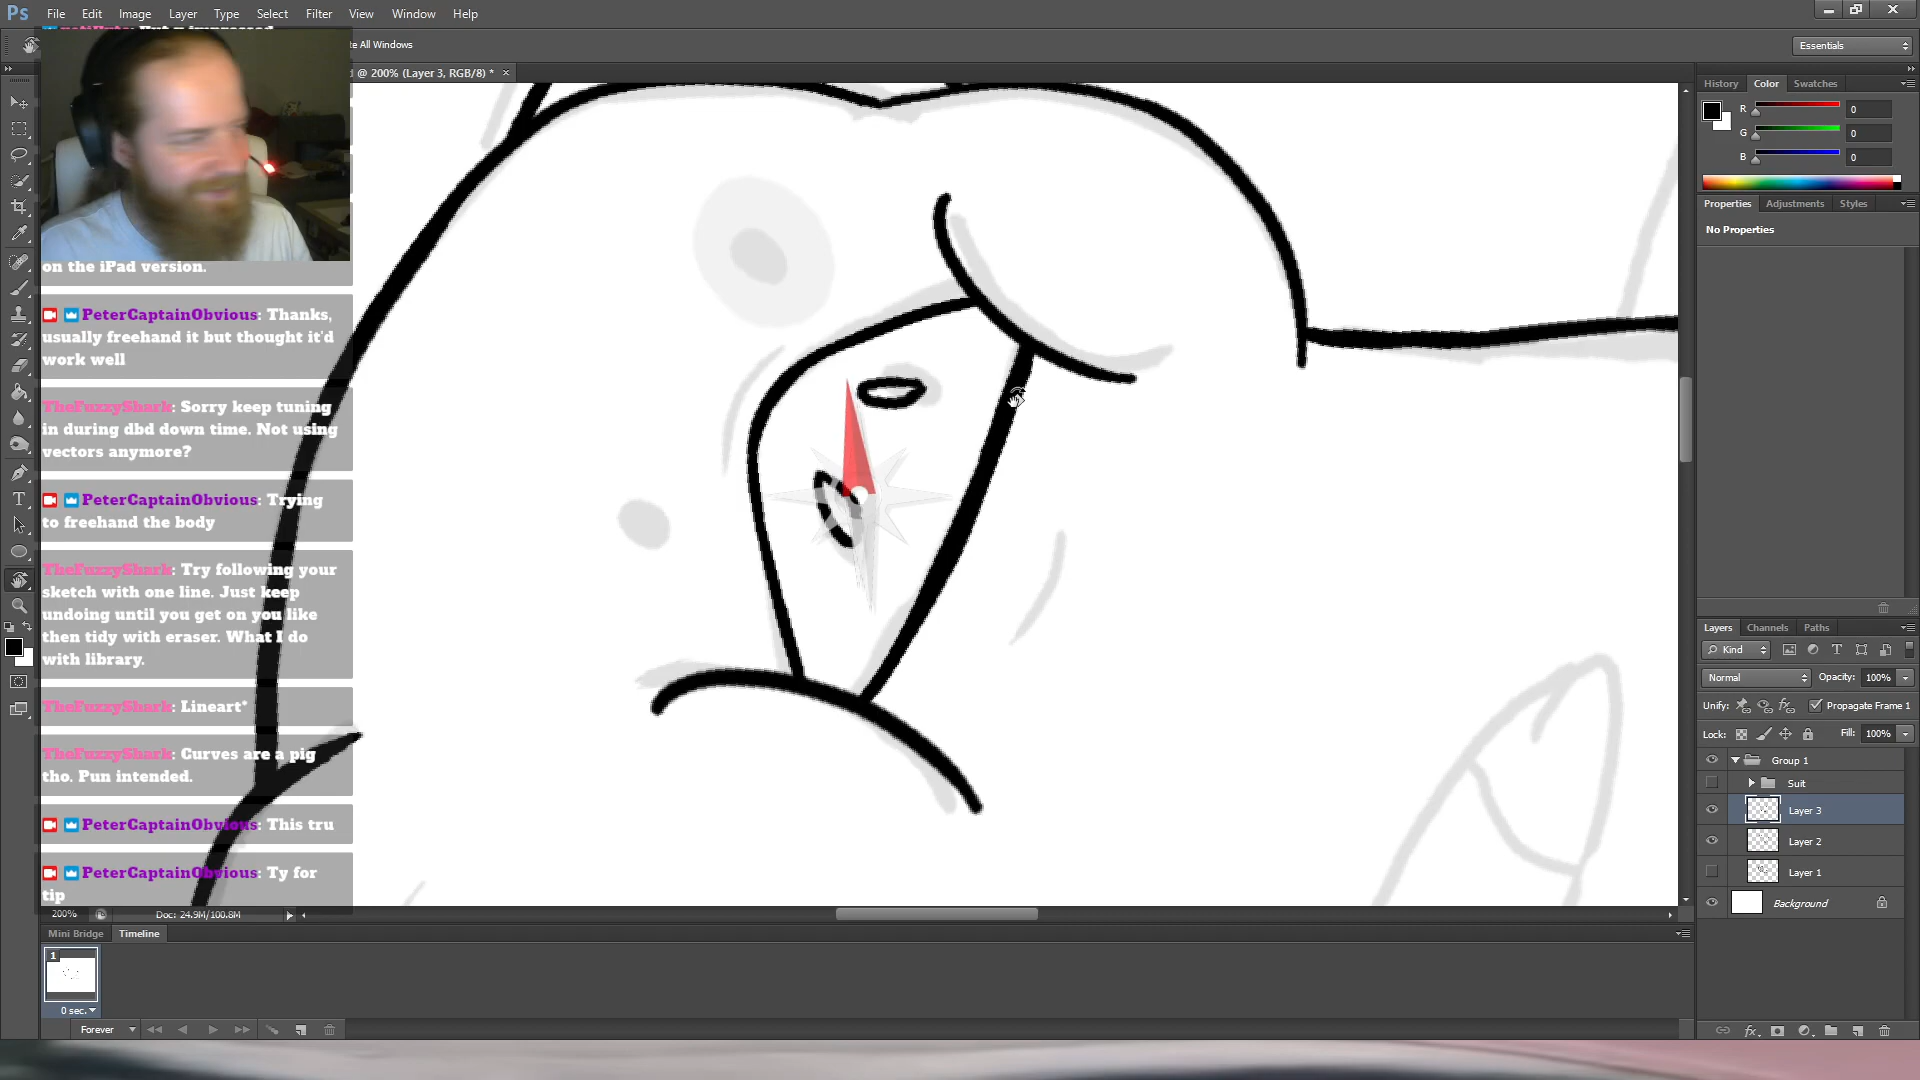 Ps File Edit Image Layer Type Select Filter View Window Help
te All Windows
Essentials
d @ 200% (Layer 3, RGB/8) * ×
History Color Swatches
R 0
G 0
B 0
Properties Adjustments Styles
No Properties
on the iPad version.
PeterCaptainObvious: Thanks,
usually freehand it but thought it'd
work well
TheFuzzyShark: Sorry keep tuning
in during dbd down time. Not using
vectors anymore?
PeterCaptainObvious: Trying
to freehand the body
TheFuzzyShark: Try following your
sketch with one line. Just keep
undoing until you get on you like
then tidy with eraser. What I do
with library.
TheFuzzyShark: Lineart*
TheFuzzyShark: Curves are a pig
tho. Pun intended.
PeterCaptainObvious: This tru
PeterCaptainObvious: Ty for
tip
Layers Channels Paths
Kind
Normal Opacity: 100%
Unify: Propagate Frame 1
Lock: Fill: 100%
Group 1
Suit
Layer 3
Layer 2
Layer 1
Background
200% Doc: 24.9M/100.8M
Mini Bridge Timeline
1
0 sec.
Forever